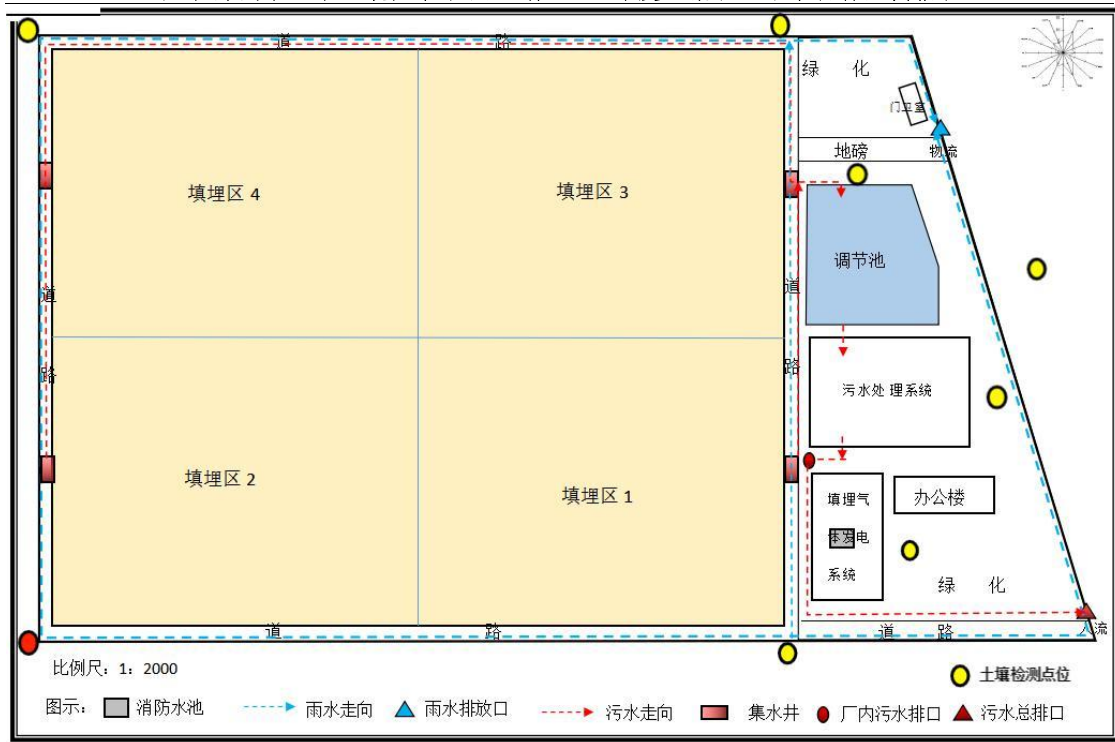 道 路
绿 化
门卫室
地磅
物流
填埋区 4
填埋区 3
调节池
道 路
道 路
污水处 理系统
填埋区 2
填埋区 1
填埋气
体发电
系统
办公楼
绿 化
道 路
道 路
人流
比例尺：1：2000
土壤检测点位
图示：
消防水池
雨水走向
雨水排放口
污水走向
集水井
厂内污水排口
污水总排口